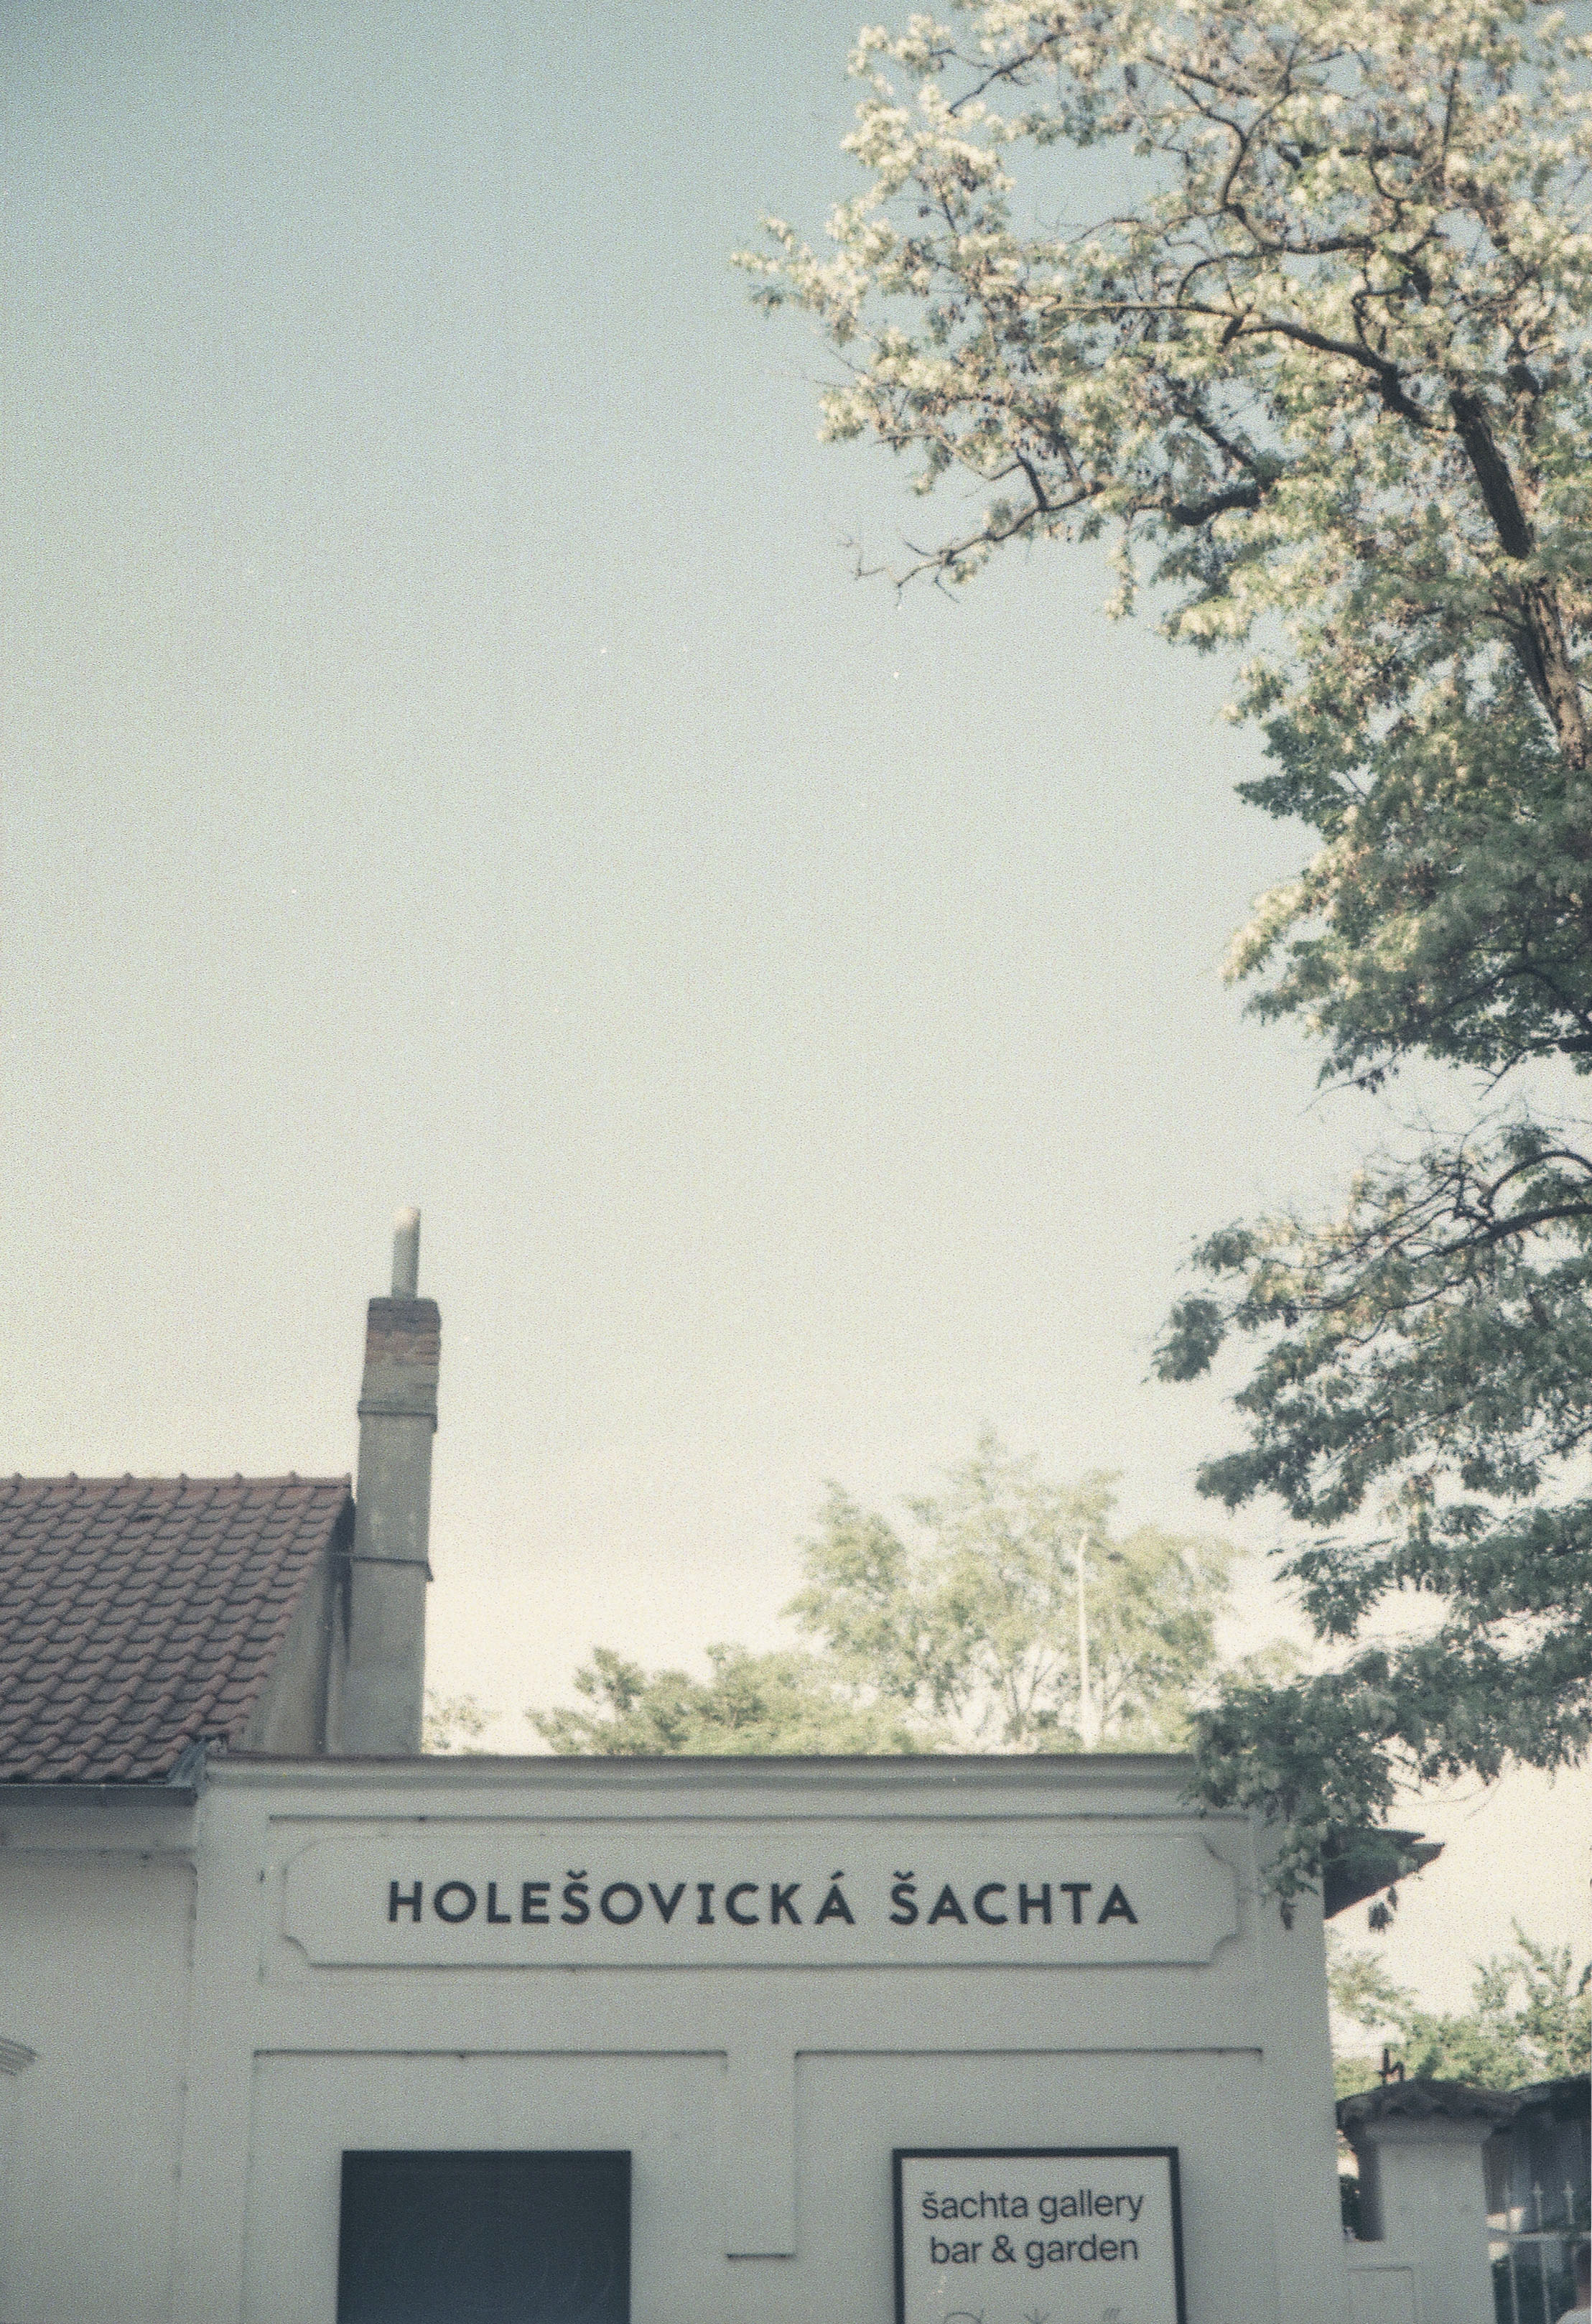 HOLEŠOVICKÁ ŠACHTA
šachta gallery
bar & garden